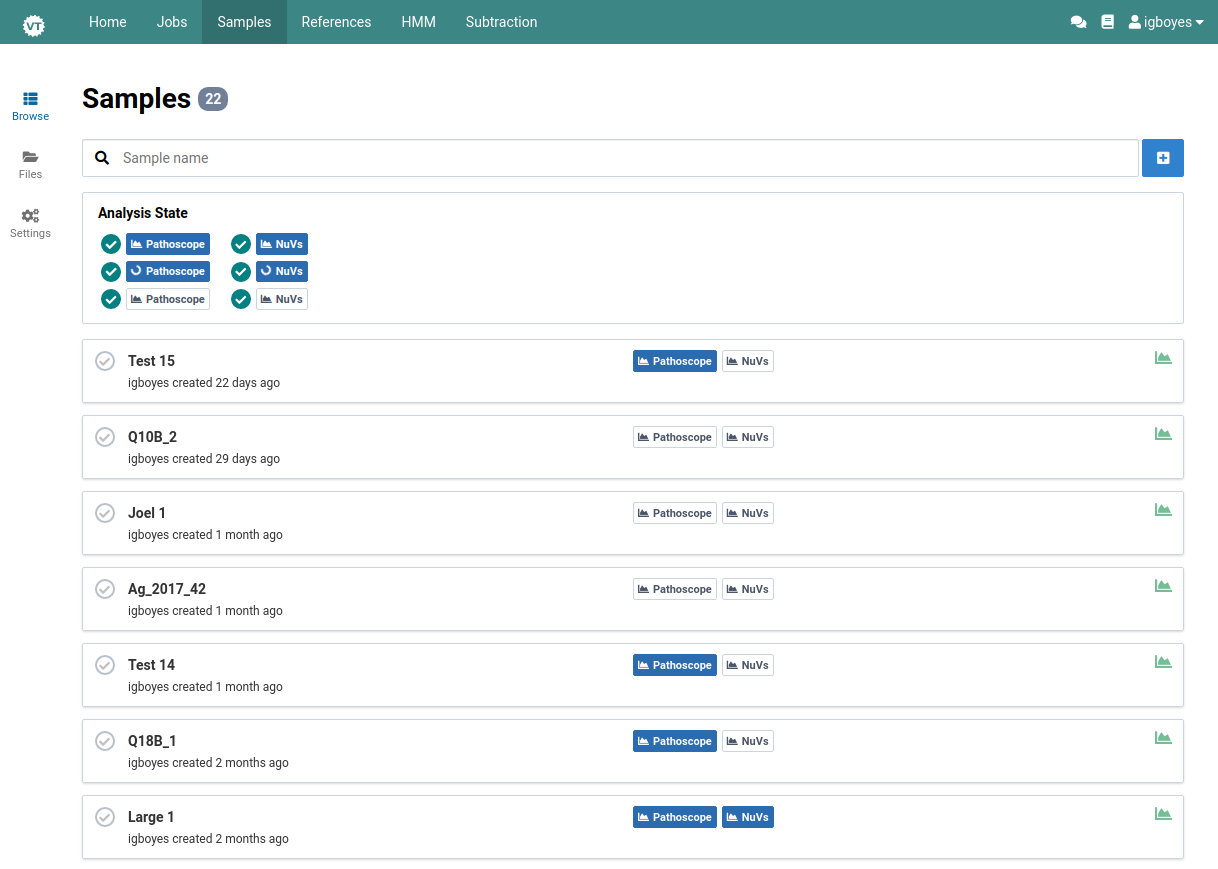 VT Home Jobs Samples References HMM Subtraction igboyes
Samples 22
Browse
Files
Settings
Sample name
Analysis State
Pathoscope NuVs
Pathoscope NuVs
Pathoscope NuVs
Test 15 Pathoscope NuVs
igboyes created 22 days ago
Q10B_2 Pathoscope NuVs
igboyes created 29 days ago
Joel 1 Pathoscope NuVs
igboyes created 1 month ago
Ag_2017_42 Pathoscope NuVs
igboyes created 1 month ago
Test 14 Pathoscope NuVs
igboyes created 1 month ago
Q18B_1 Pathoscope NuVs
igboyes created 2 months ago
Large 1 Pathoscope NuVs
igboyes created 2 months ago